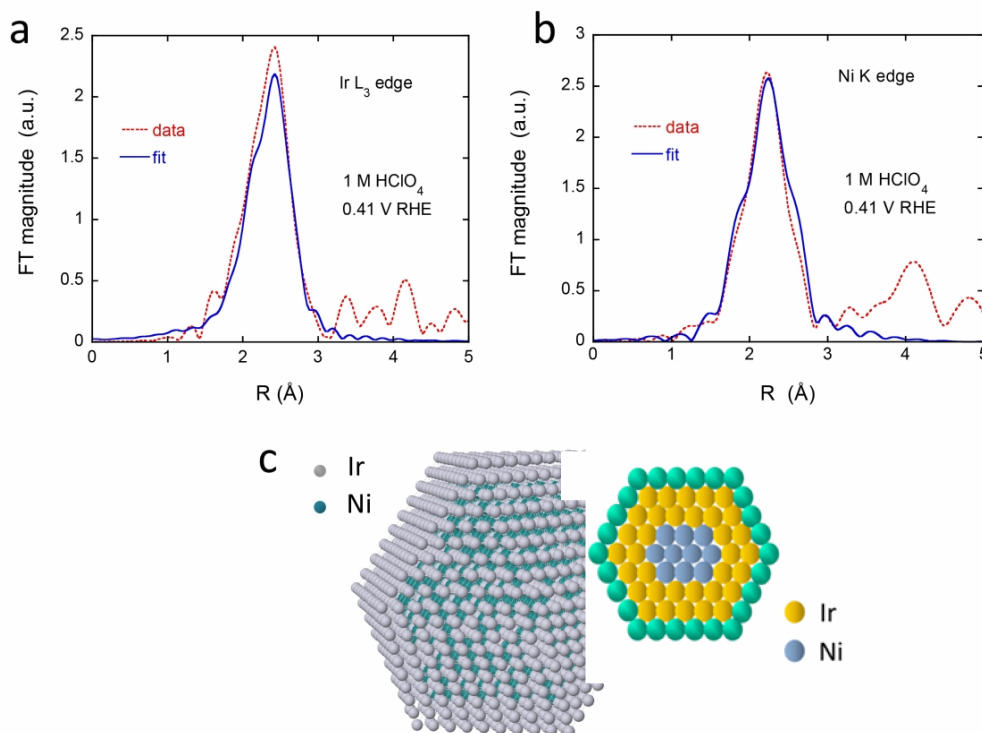 a
2.5
2
1.5
1
0.5
0
0
1
2
3
4
5
FT magnitude (a.u.)
R (Å)
Ir L₃ edge
data
fit
1 M HClO₄
0.41 V RHE
b
3
2.5
2
1.5
1
0.5
0
0
1
2
3
4
5
FT magnitude (a.u.)
R (Å)
Ni K edge
data
fit
1 M HClO₄
0.41 V RHE
c
Ir
Ni
Ir
Ni